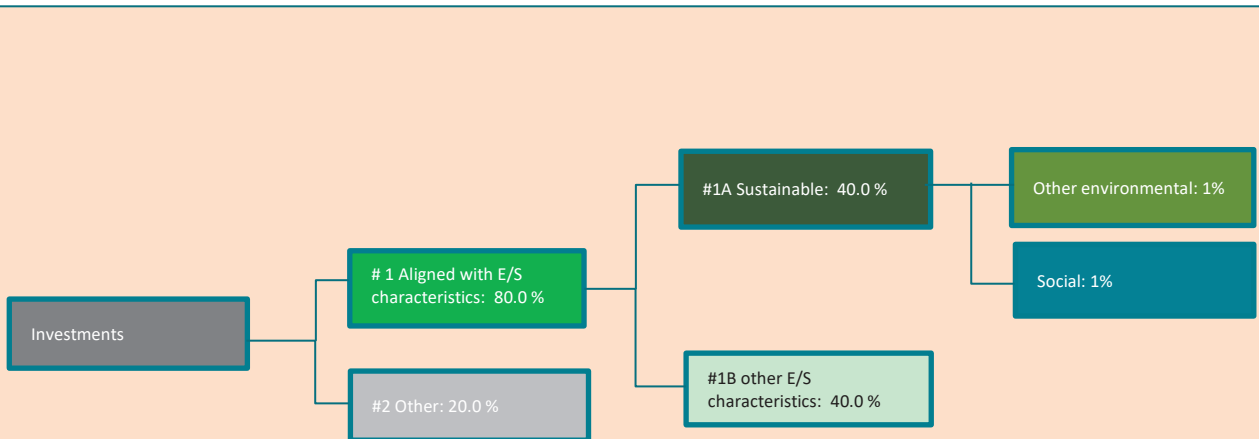 Investments
# 1 Aligned with E/S
characteristics: 80.0 %
#2 Other: 20.0 %
#1A Sustainable: 40.0 %
#1B other E/S
characteristics: 40.0 %
Other environmental: 1%
Social: 1%